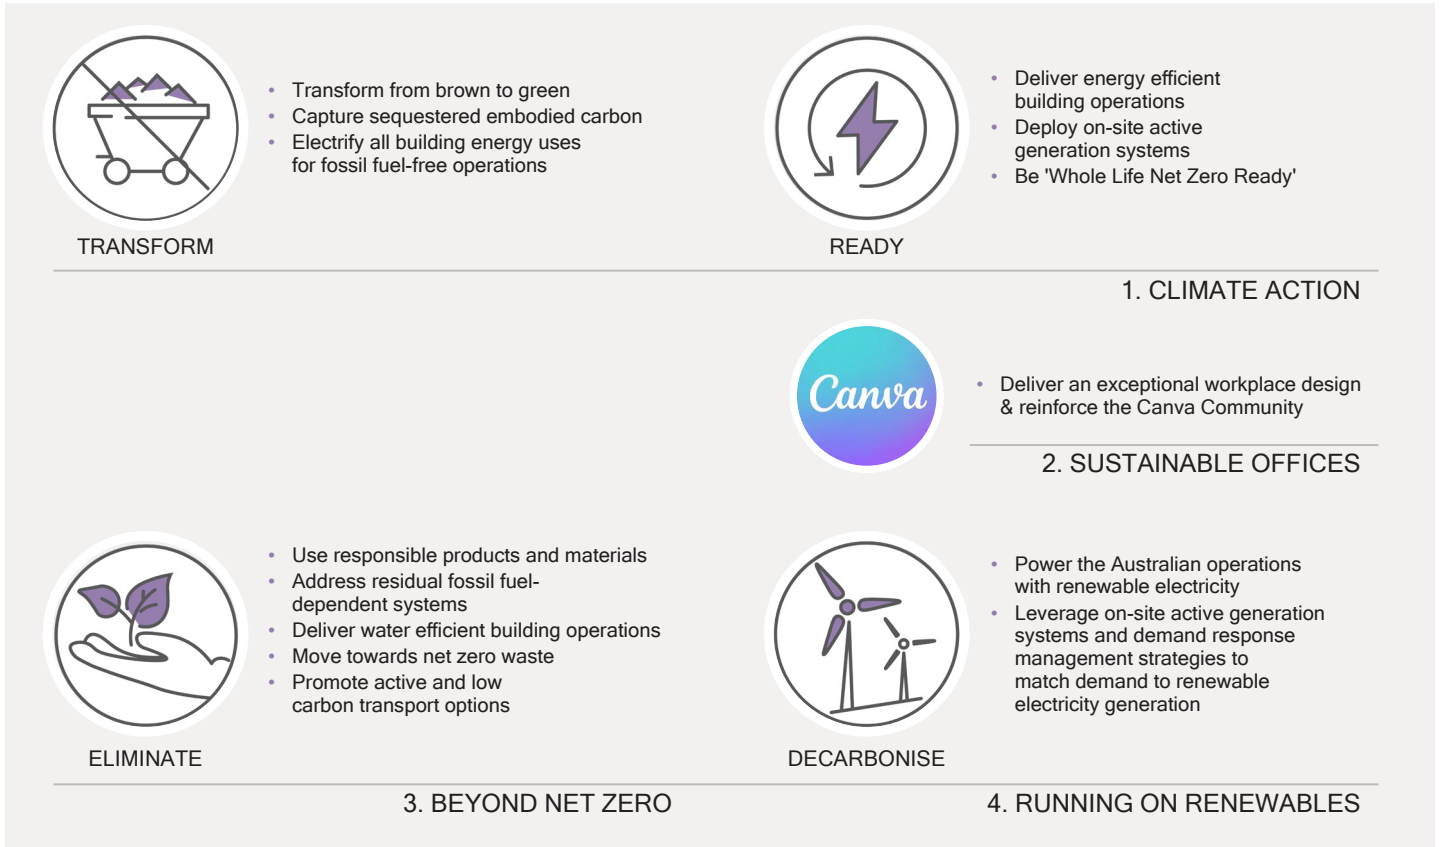 • Transform from brown to green
• Capture sequestered embodied carbon
• Electrify all building energy uses
for fossil fuel-free operations
TRANSFORM
• Deliver energy efficient
building operations
• Deploy on-site active
generation systems
• Be 'Whole Life Net Zero Ready'
READY
1. CLIMATE ACTION
Canva
• Deliver an exceptional workplace design
& reinforce the Canva Community
2. SUSTAINABLE OFFICES
• Use responsible products and materials
• Address residual fossil fuel-
dependent systems
• Deliver water efficient building operations
• Move towards net zero waste
• Promote active and low
carbon transport options
ELIMINATE
3. BEYOND NET ZERO
• Power the Australian operations
with renewable electricity
• Leverage on-site active generation
systems and demand response
management strategies to
match demand to renewable
electricity generation
DECARBONISE
4. RUNNING ON RENEWABLES